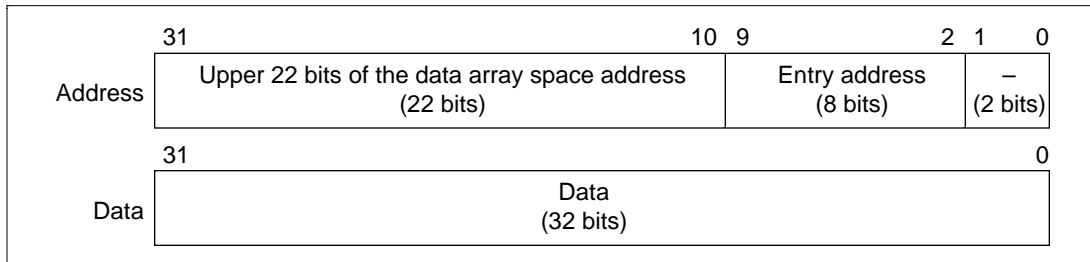 31 10 9 2 1 0
Address Upper 22 bits of the data array space address Entry address –
(22 bits) (8 bits) (2 bits)
31 0
Data Data
(32 bits)